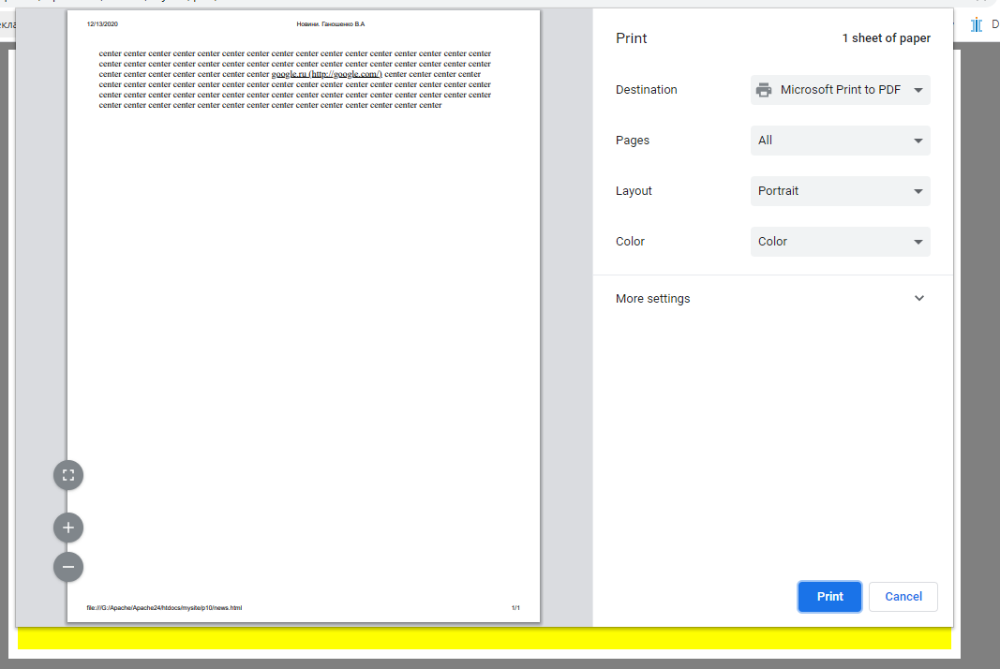 екла
D
12/13/2020
Новини. Ганошенко В.А
center center center center center center center center center center center center center center center center
center center center center center center center center center center center center center center center center
center center center center center center center google.ru (http://google.com/) center center center center
center center center center center center center center center center center center center center center center
center center center center center center center center center center center center center center center center
center center center center center center center center center center center center center center
file:///G:/Apache/Apache24/htdocs/mysite/p10/news.html
1/1
Print
1 sheet of paper
Destination
Microsoft Print to PDF
Pages
All
Layout
Portrait
Color
Color
More settings
Print
Cancel